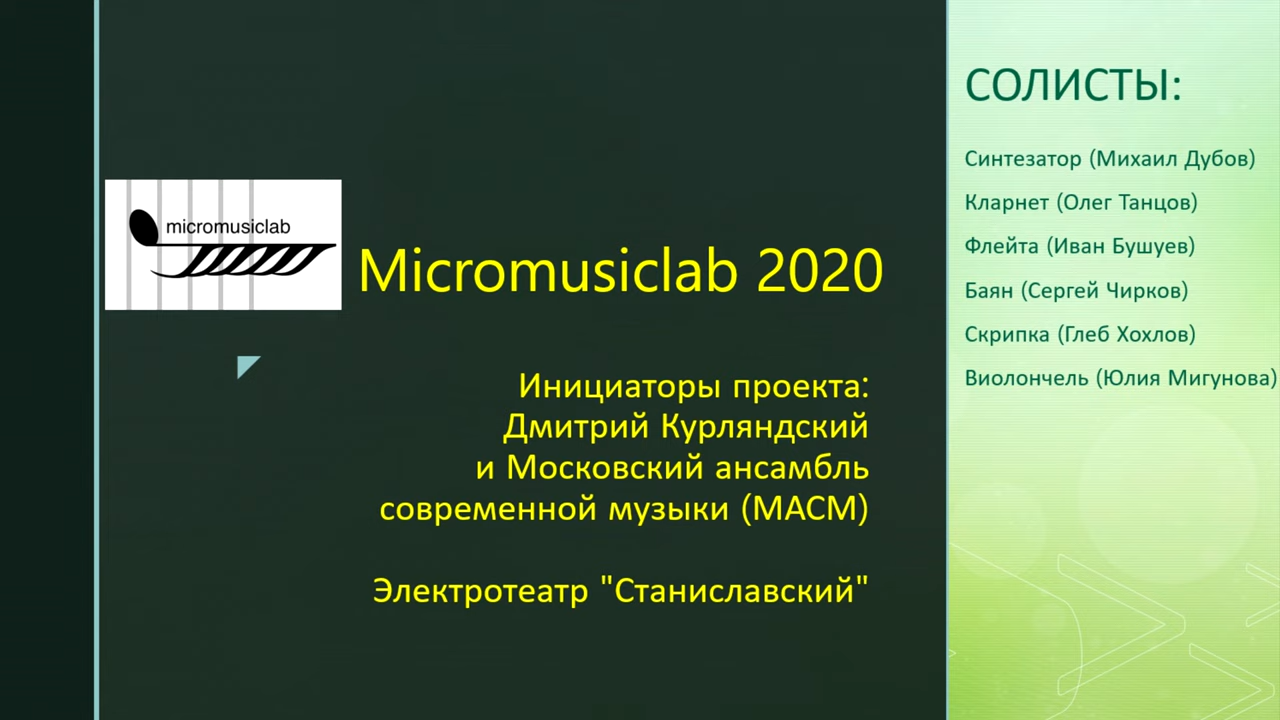 micromusiclab
Micromusiclab 2020
Инициаторы проекта:
Дмитрий Курляндский
и Московский ансамбль
современной музыки (МАСМ)
Электротеатр "Станиславский"
СОЛИСТЫ:
Синтезатор (Михаил Дубов)
Кларнет (Олег Танцов)
Флейта (Иван Бушуев)
Баян (Сергей Чирков)
Скрипка (Глеб Хохлов)
Виолончель (Юлия Мигунова)